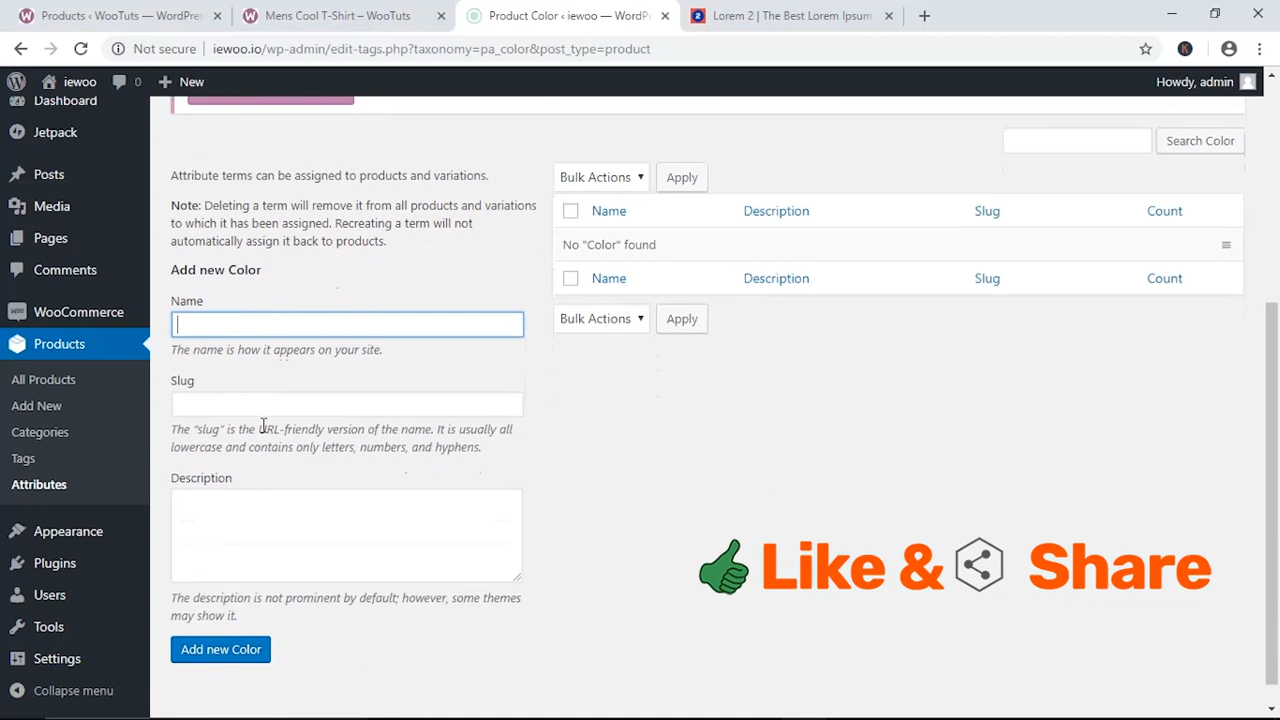 Products ‹ WooTuts — WordPres
Mens Cool T-Shirt – WooTuts
Product Color ‹ iewoo — WordPr
Lorem 2 | The Best Lorem Ipsum
Not secure
iewoo.io/wp-admin/edit-tags.php?taxonomy=pa_color&post_type=product
iewoo
0
New
Howdy, admin
Dashboard
Jetpack
Posts
Media
Pages
Comments
WooCommerce
Products
All Products
Add New
Categories
Tags
Attributes
Appearance
Plugins
Users
Tools
Settings
Collapse menu
Search Color
Attribute terms can be assigned to products and variations.
Note: Deleting a term will remove it from all products and variations
to which it has been assigned. Recreating a term will not
automatically assign it back to products.
Add new Color
Name
The name is how it appears on your site.
Slug
The “slug” is the URL-friendly version of the name. It is usually all
lowercase and contains only letters, numbers, and hyphens.
Description
The description is not prominent by default; however, some themes
may show it.
Add new Color
Bulk Actions
Apply
Name Description Slug Count
No "Color" found
Name Description Slug Count
Bulk Actions
Apply
Like & Share